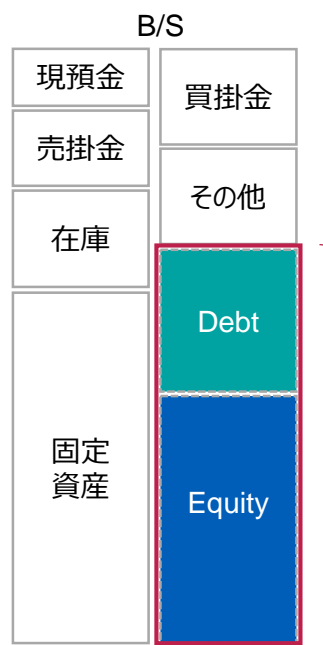 B/S
現預金
売掛金
在庫
固定
資産
買掛金
その他
Debt
Equity